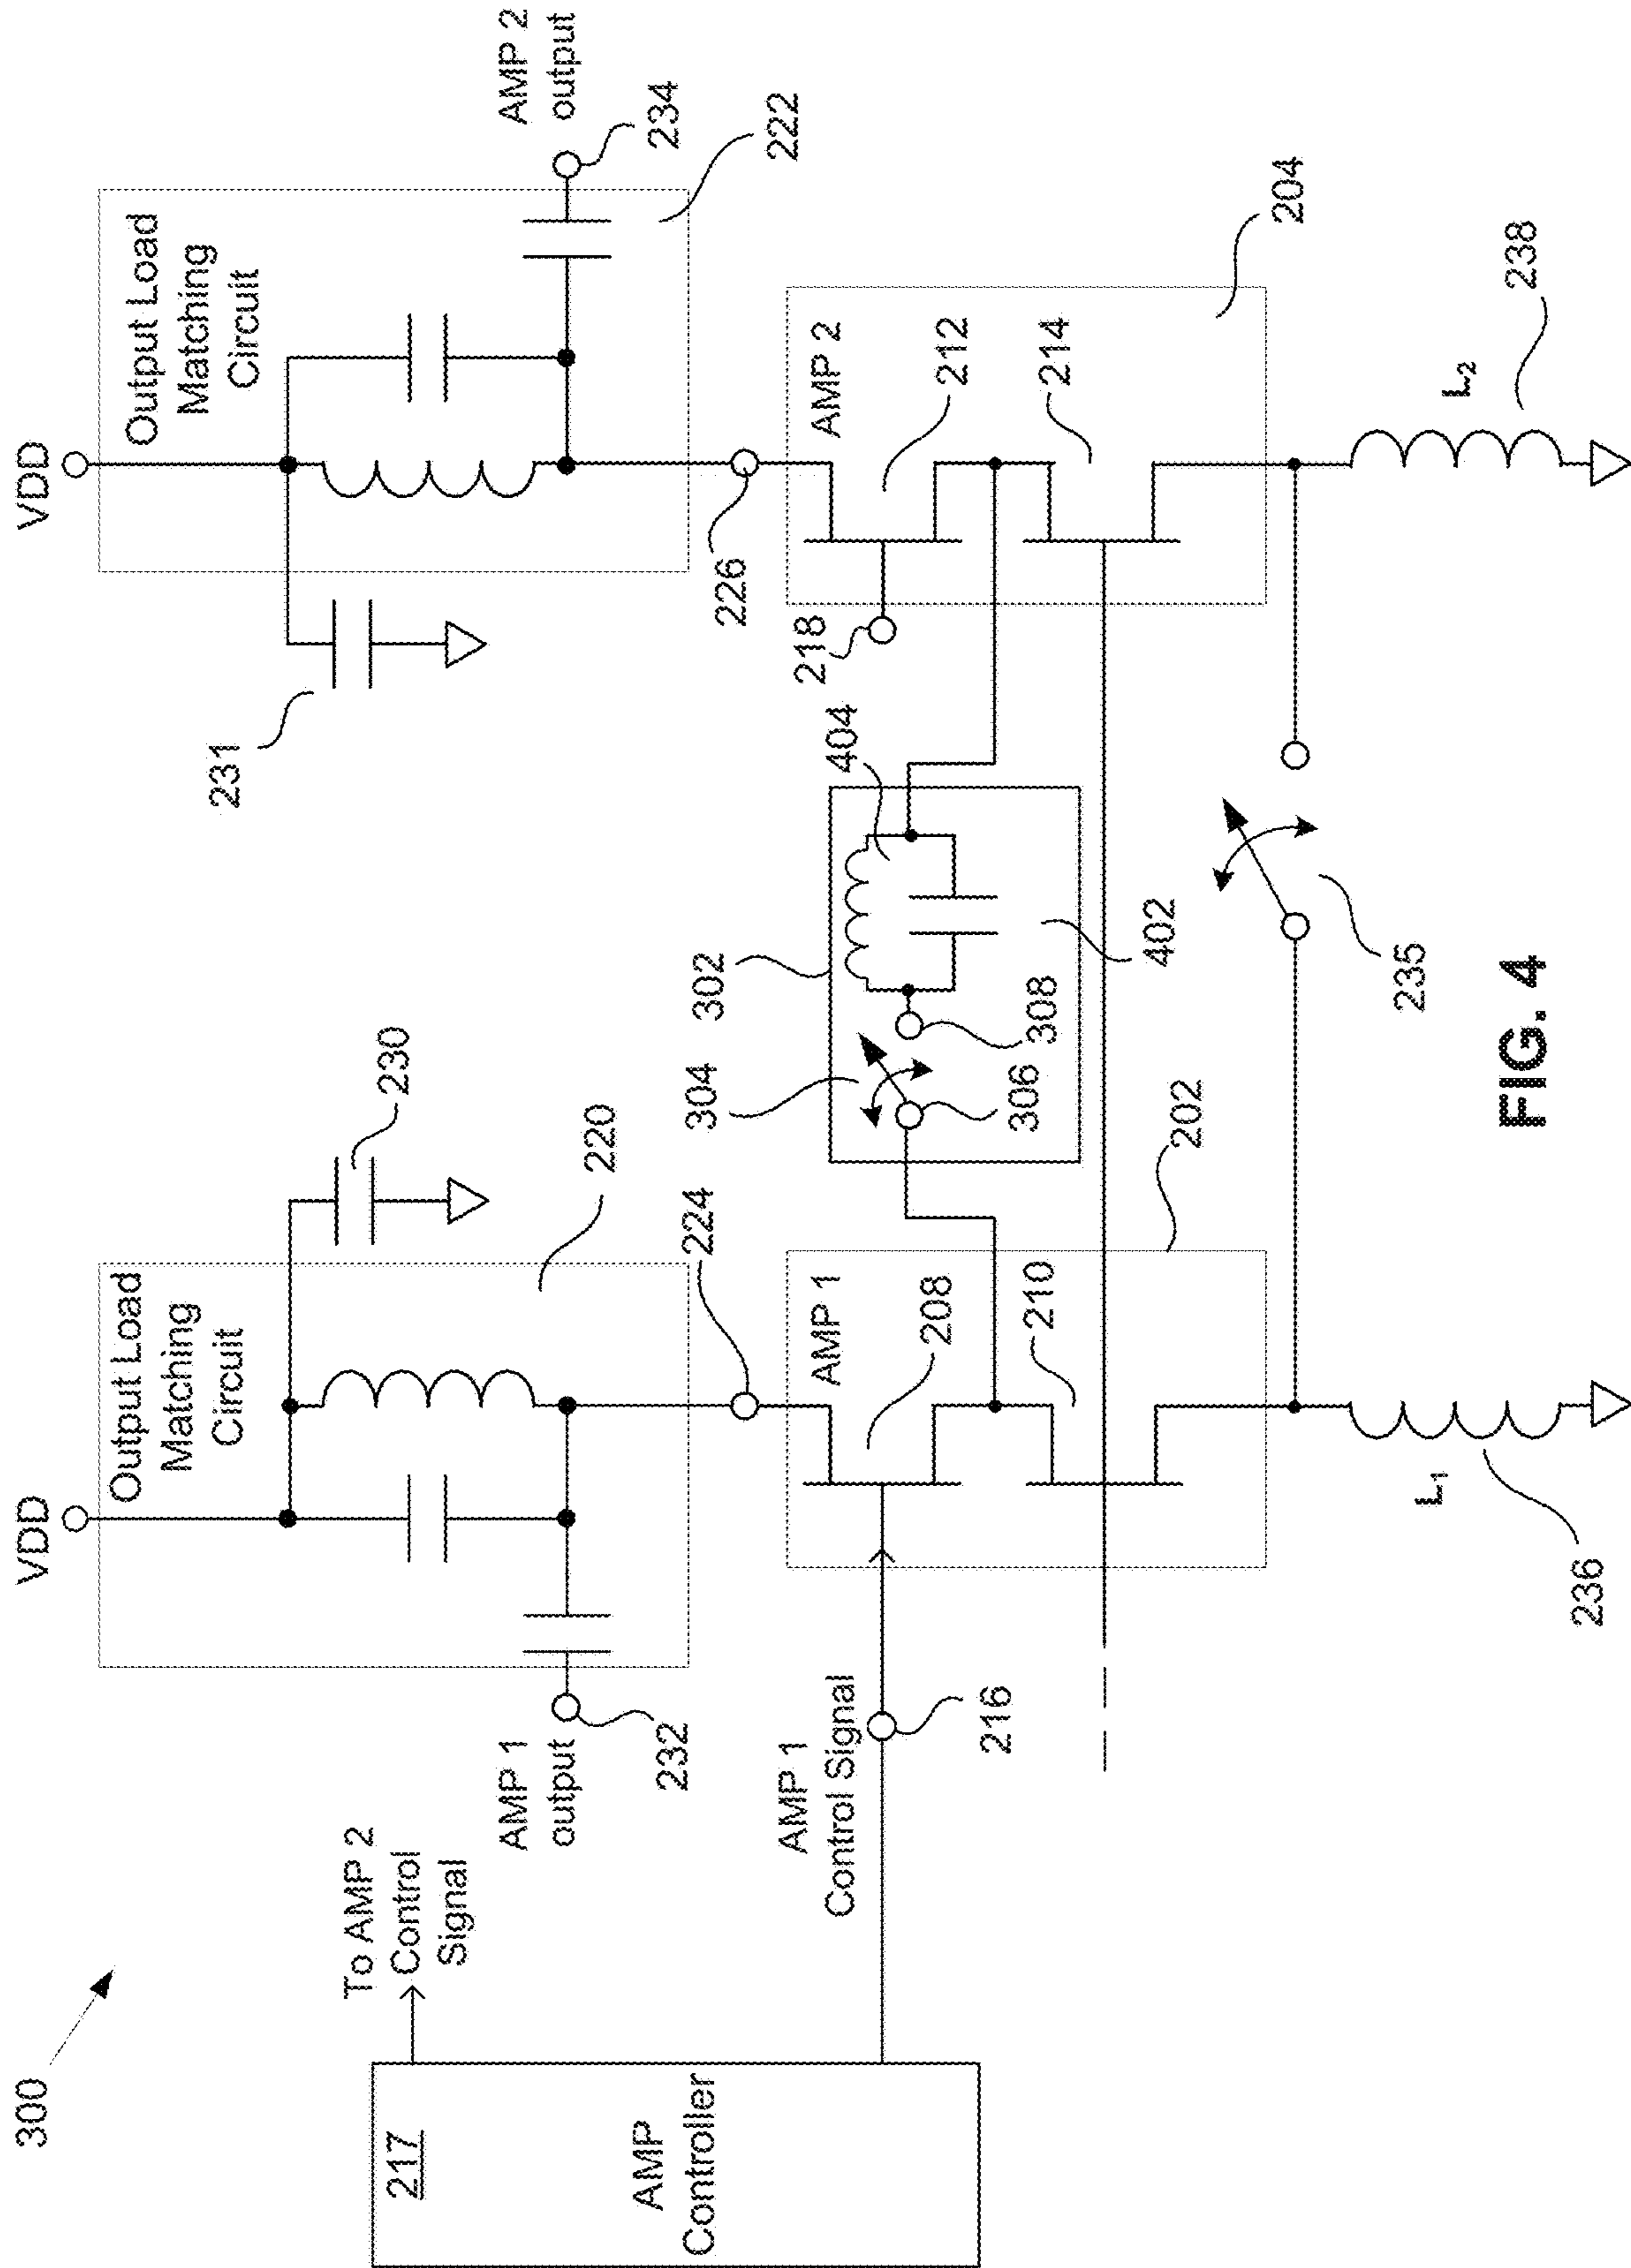 300
217
AMP
Controller
To AMP 2
Control
Signal
AMP 1
output
232
AMP 1
Control Signal
216
VDD
Output Load
Matching
Circuit
230
220
224
AMP 1
208
210
202
L1
236
302
304
306
308
404
402
235
VDD
Output Load
Matching
Circuit
231
AMP 2
output
234
222
226
218
AMP 2
212
214
204
L2
238
FIG. 4